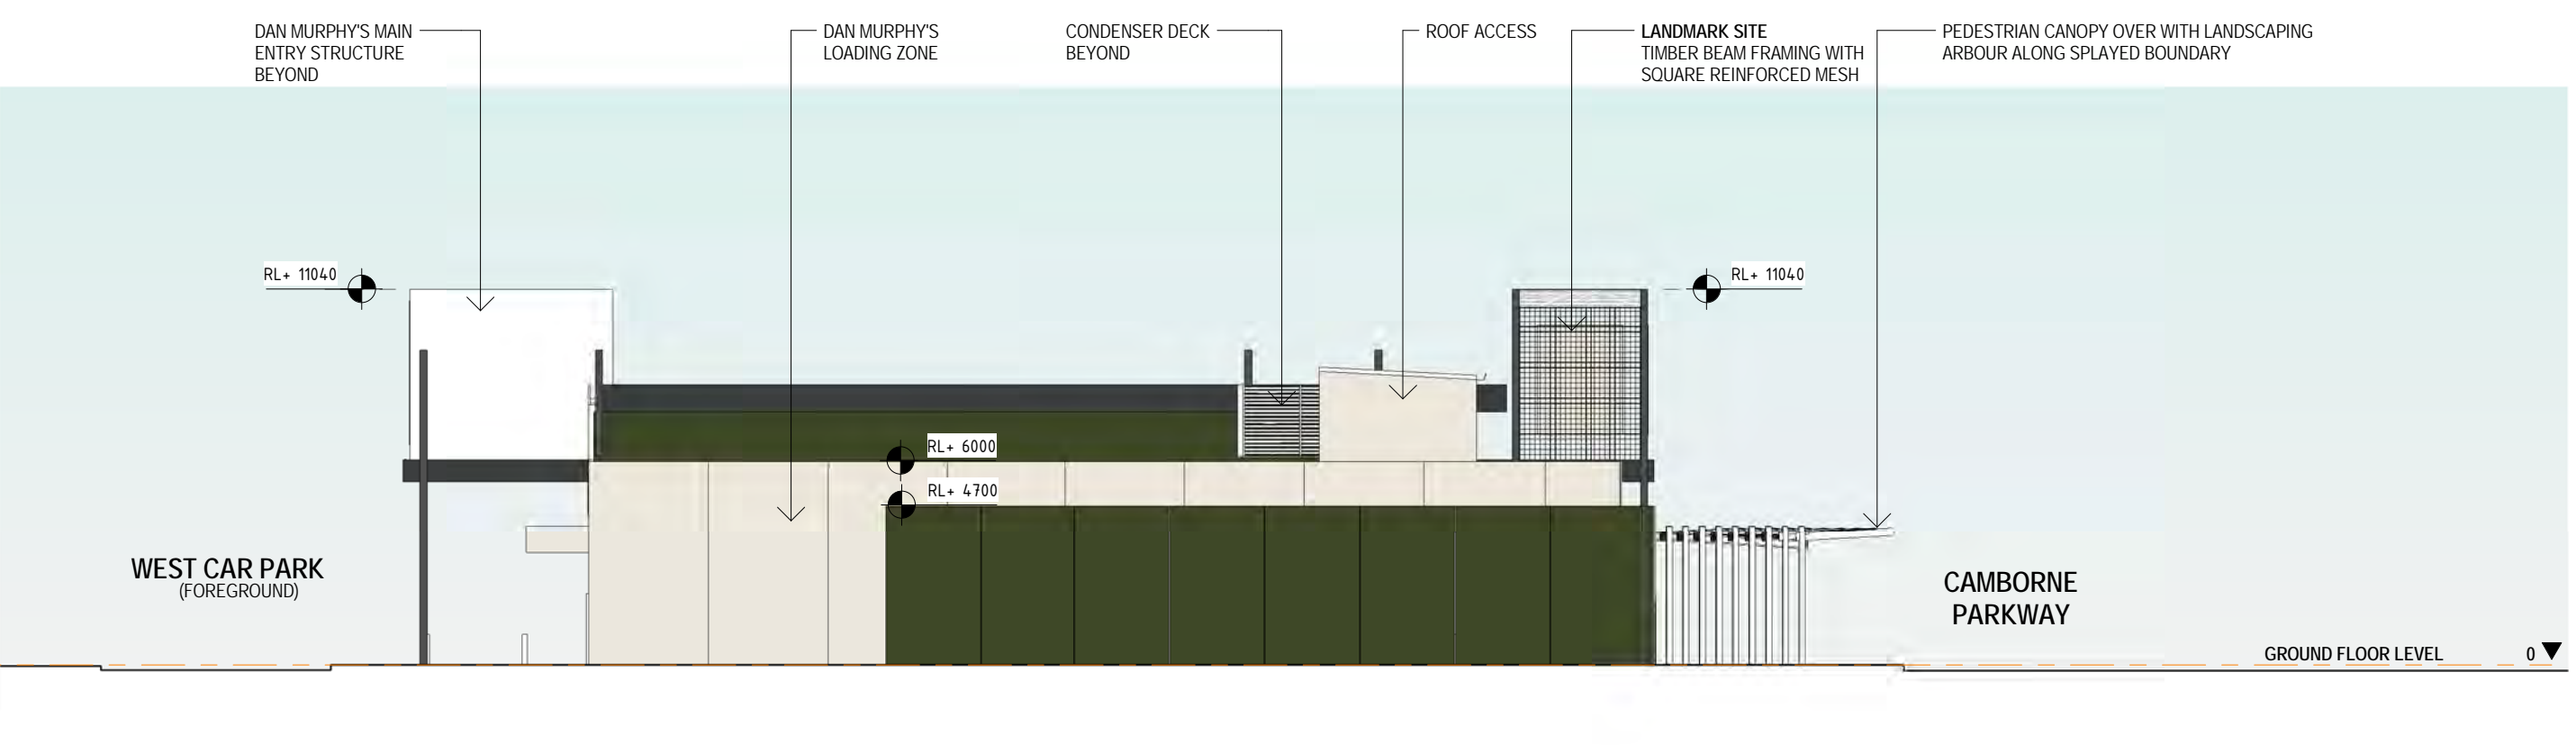 DAN MURPHY'S MAIN
ENTRY STRUCTURE
BEYOND
DAN MURPHY'S
LOADING ZONE
CONDENSER DECK
BEYOND
ROOF ACCESS
LANDMARK SITE
TIMBER BEAM FRAMING WITH
SQUARE REINFORCED MESH
PEDESTRIAN CANOPY OVER WITH LANDSCAPING
ARBOUR ALONG SPLAYED BOUNDARY
RL+ 11040
RL+ 11040
RL+ 6000
RL+ 4700
WEST CAR PARK
(FOREGROUND)
CAMBORNE
PARKWAY
GROUND FLOOR LEVEL 0